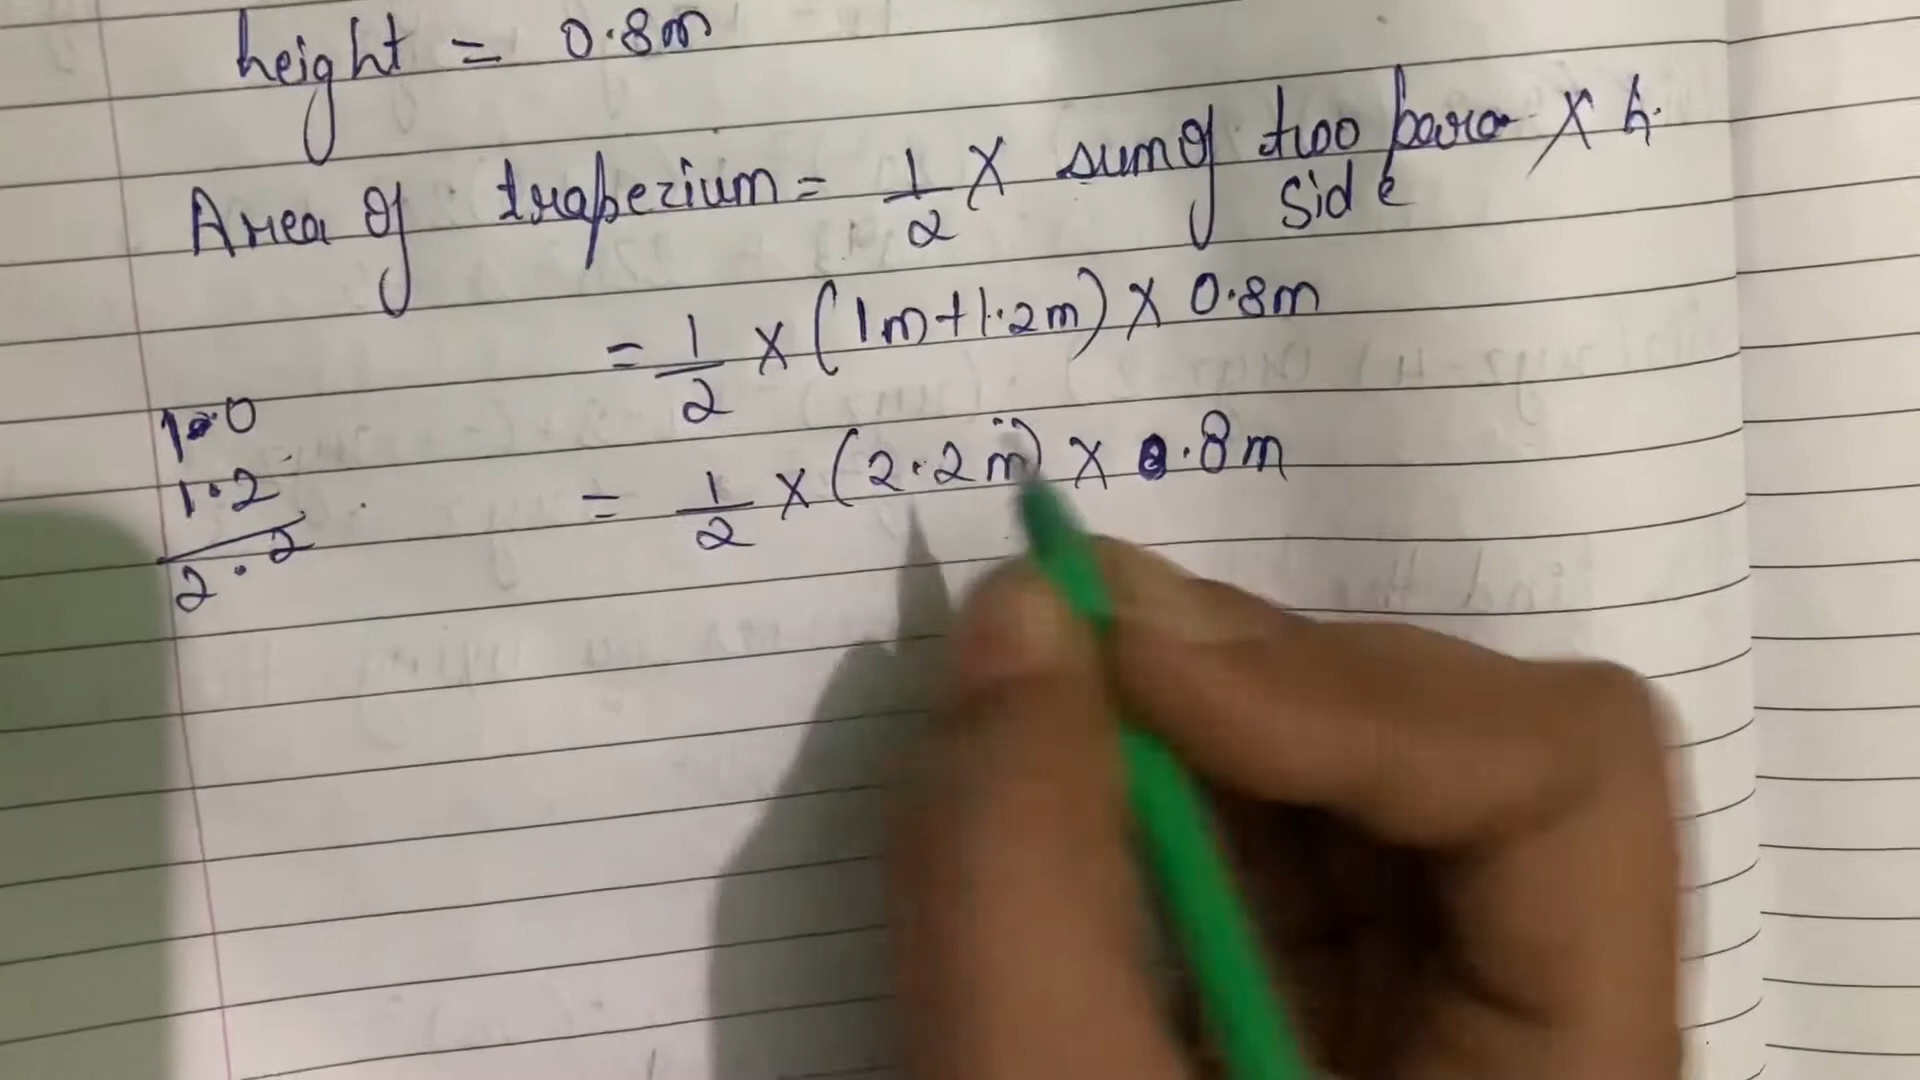 height = 0.8m
Area of trapezium = 1/2 X sum of two X h.
side
= 1/2 X (1m+1.2m) X 0.8m
1.0
= 1/2 X (2.2m) X 0.8m
1.2
2.2